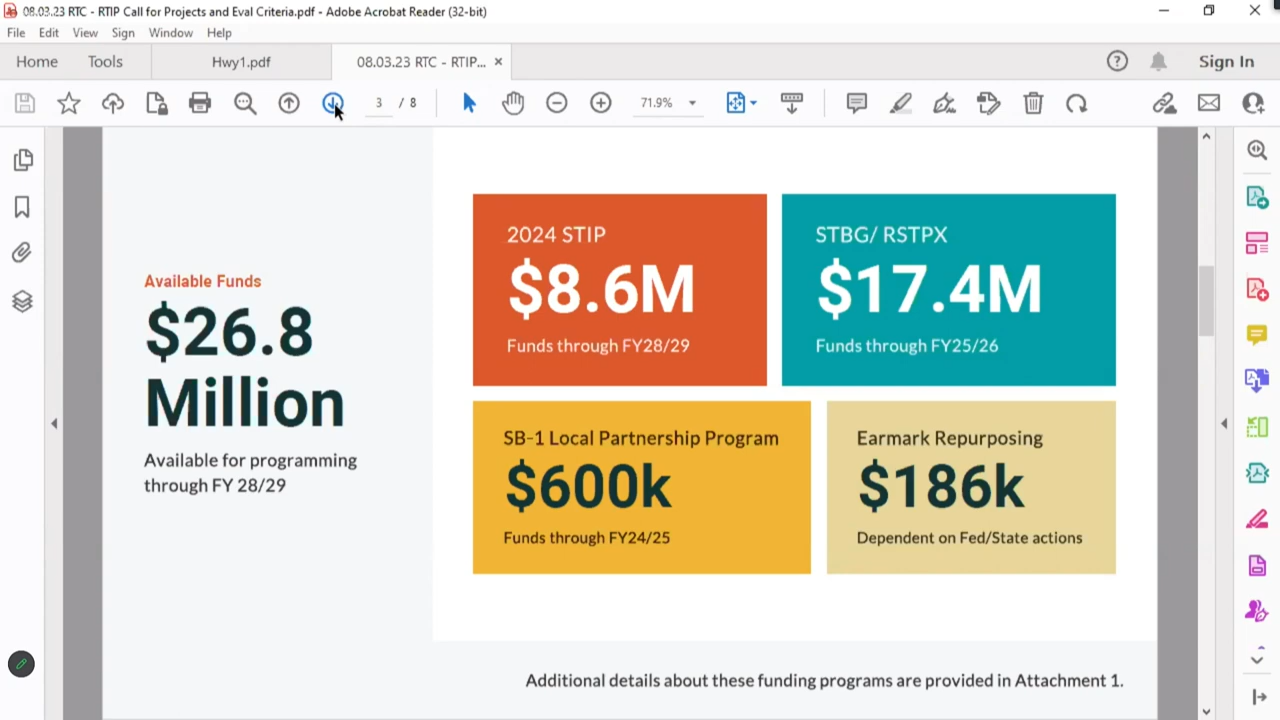 08.03.23 RTC - RTIP Call for Projects and Eval Criteria.pdf - Adobe Acrobat Reader (32-bit)
File Edit View Sign Window Help
Home Tools Hwy1.pdf 08.03.23 RTC - RTIP... × Sign In
3 / 8 71.9%
Available Funds
$26.8
Million
Available for programming
through FY 28/29
2024 STIP
$8.6M
Funds through FY28/29
STBG/ RSTPX
$17.4M
Funds through FY25/26
SB-1 Local Partnership Program
$600k
Funds through FY24/25
Earmark Repurposing
$186k
Dependent on Fed/State actions
Additional details about these funding programs are provided in Attachment 1.